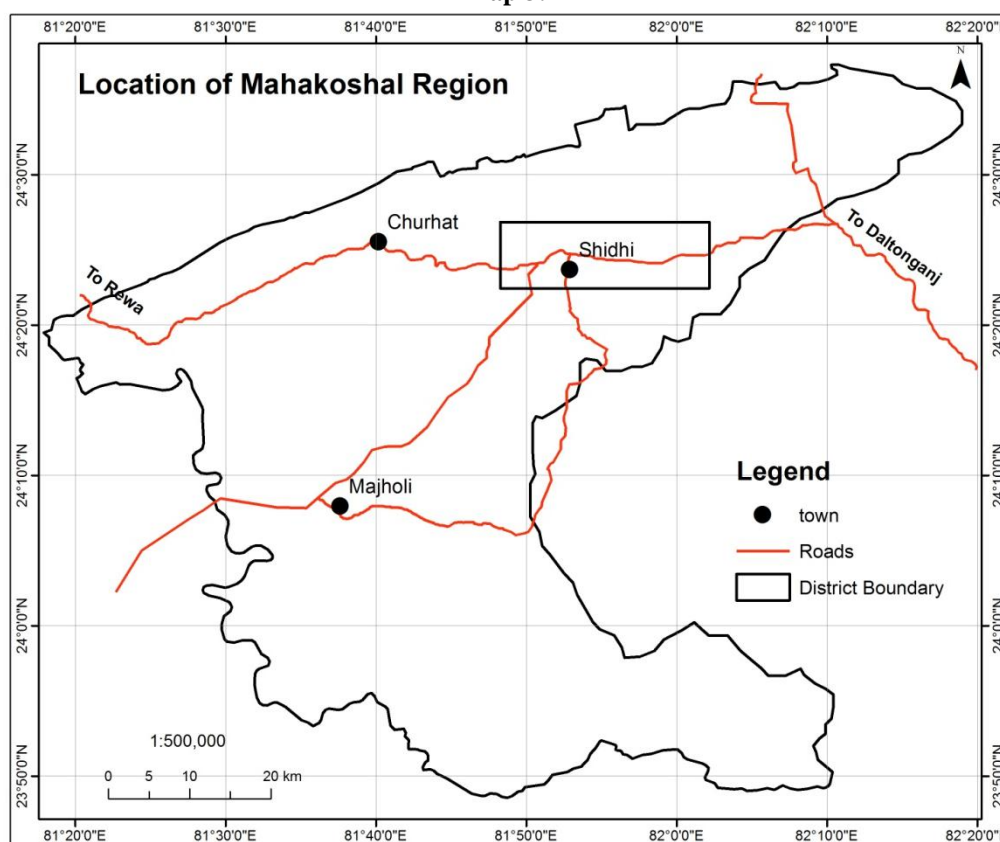 81°20'0"E 81°30'0"E 81°40'0"E 81°50'0"E 82°0'0"E 82°10'0"E 82°20'0"E
Location of Mahakoshal Region
N
24°30'0"N 24°30'0"N
Churhat
Shidhi
To Daltonganj
To Rewa
24°20'0"N 24°20'0"N
24°10'0"N 24°10'0"N
Majholi
Legend
town
Roads
District Boundary
24°0'0"N 24°0'0"N
1:500,000
0 5 10 20 km
23°50'0"N 23°50'0"N
81°20'0"E 81°30'0"E 81°40'0"E 81°50'0"E 82°0'0"E 82°10'0"E 82°20'0"E